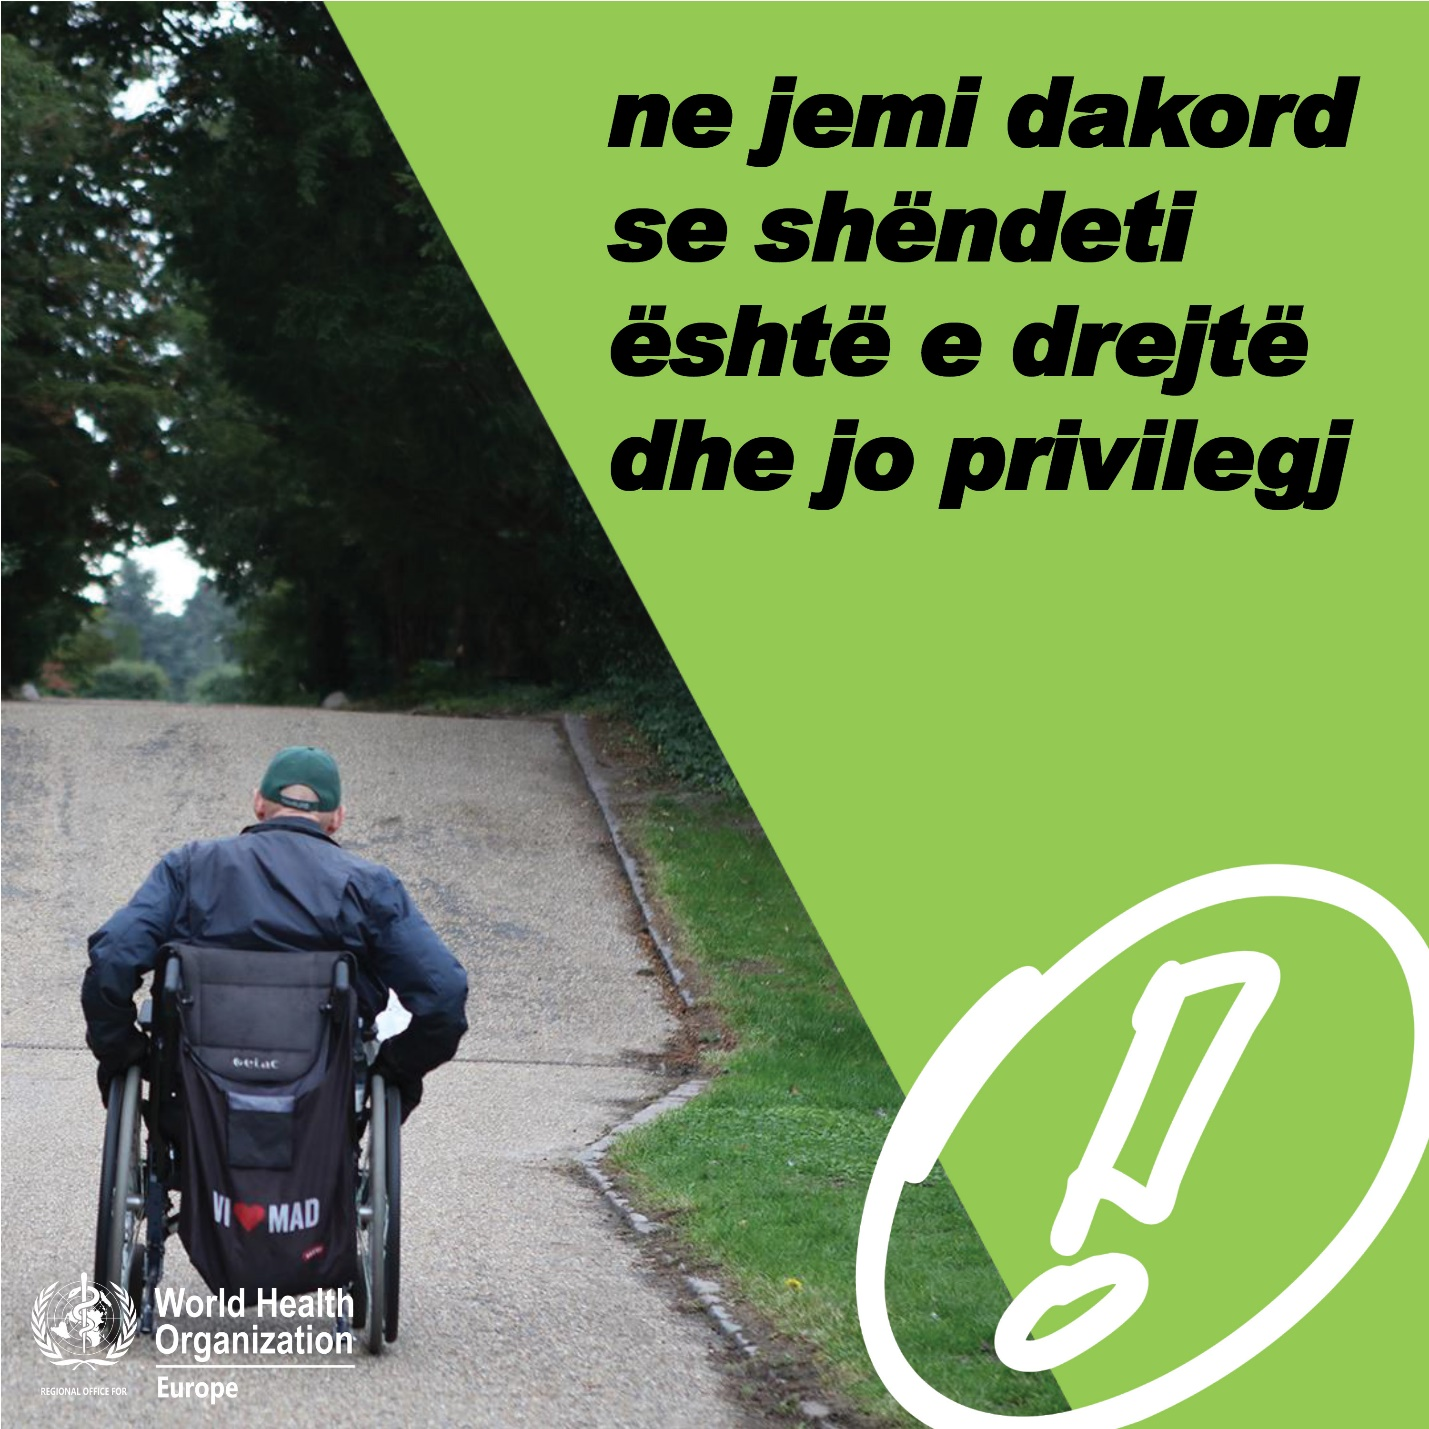 ne jemi dakord
se shëndeti
është e drejtë
dhe jo privilegj
VI ❤ MAD
World Health
Organization
REGIONAL OFFICE FOR
Europe